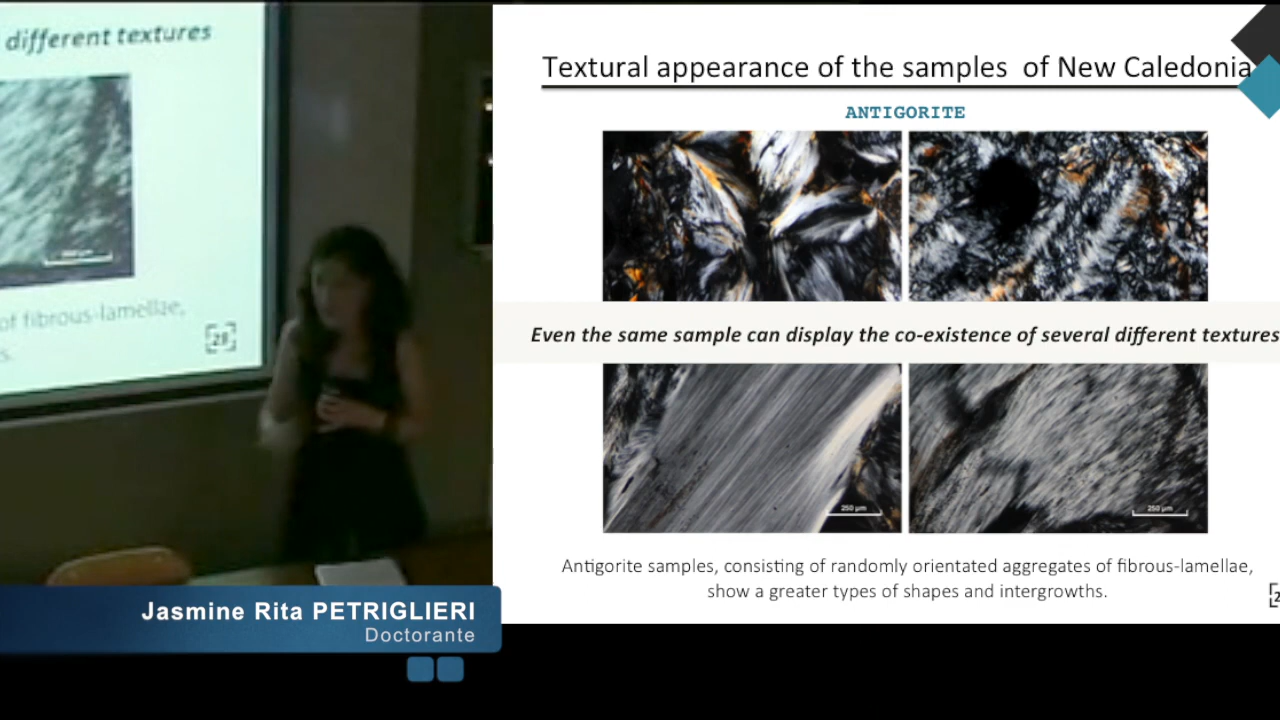 different textures
of fibrous-lamellae,
s.
28
Textural appearance of the samples of New Caledonia
ANTIGORITE
Even the same sample can display the co-existence of several different textures
250 µm
250 µm
Antigorite samples, consisting of randomly orientated aggregates of fibrous-lamellae,
show a greater types of shapes and intergrowths.
2
Jasmine Rita PETRIGLIERI
Doctorante